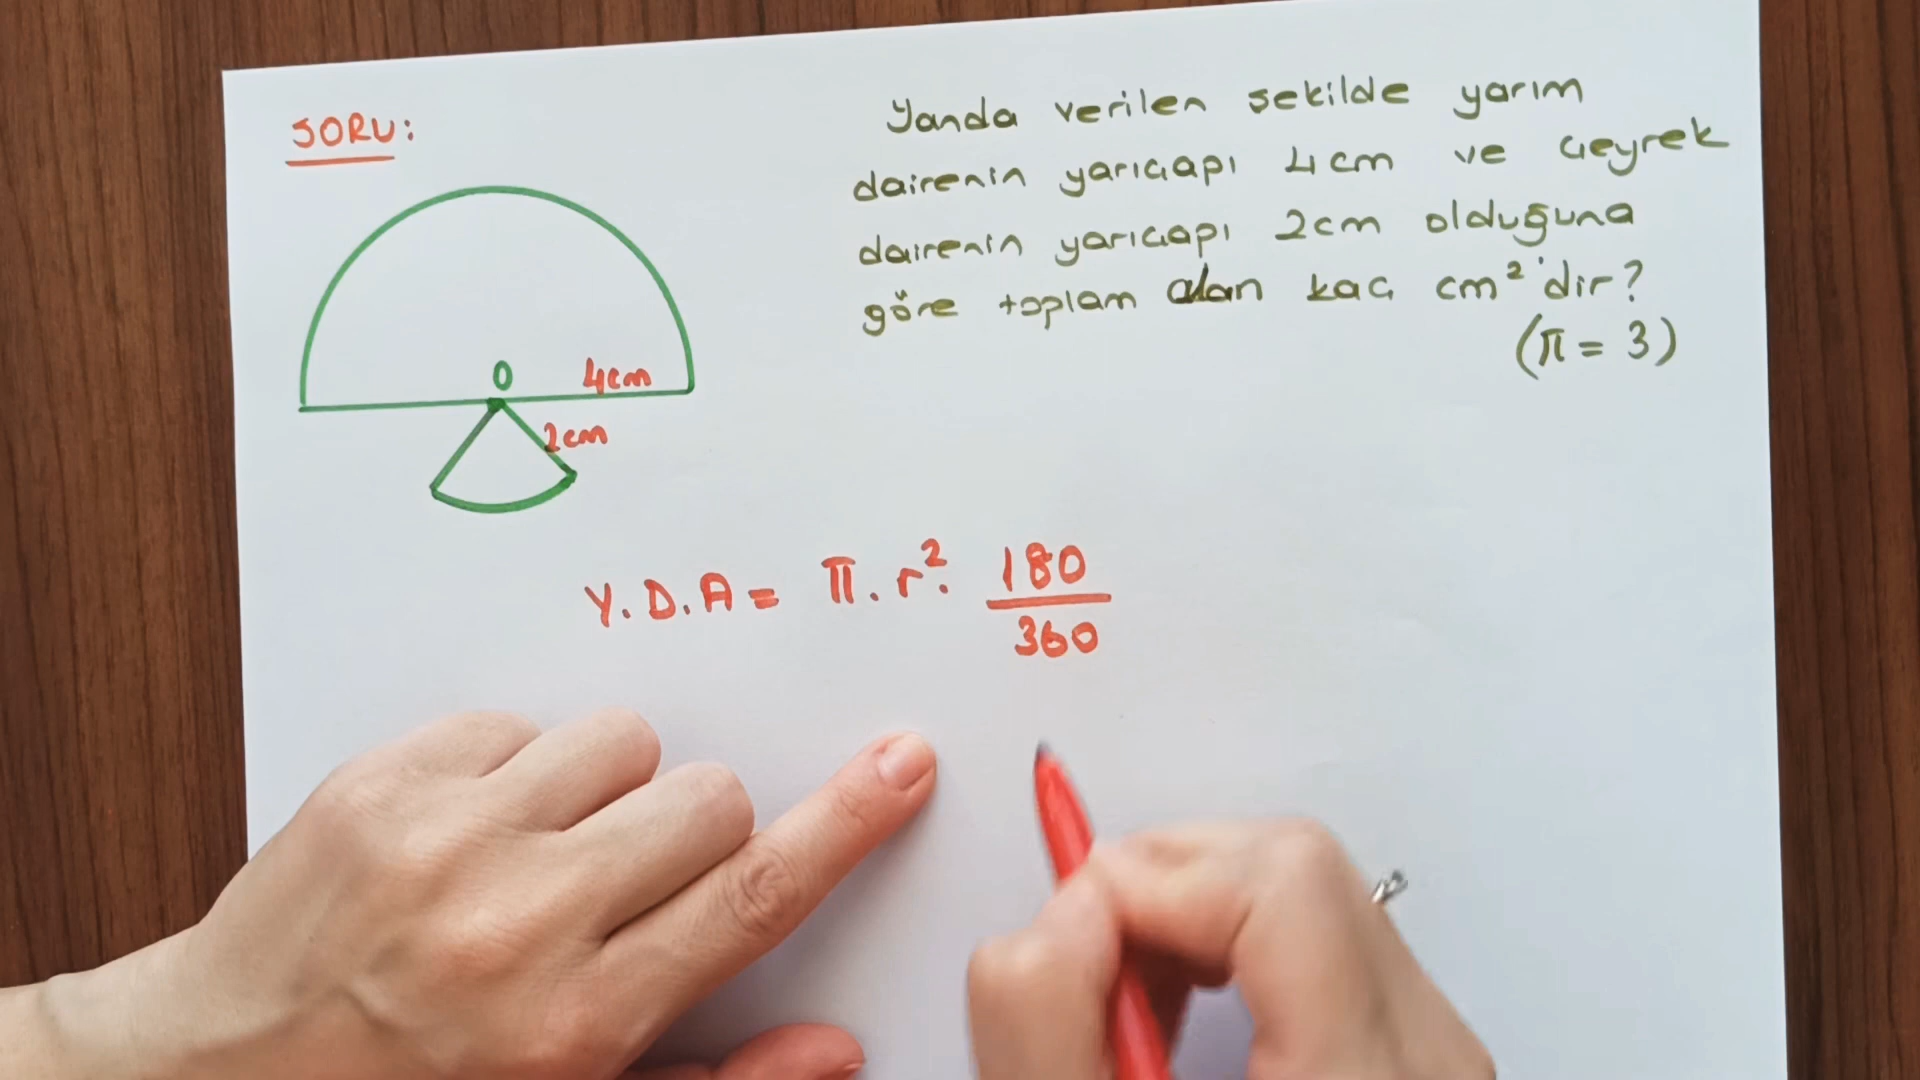 SORU:
Yanda verilen şekilde yarım
dairenin yarıçapı 4cm ve çeyrek
dairenin yarıçapı 2cm olduğuna
göre toplam alan kaç cm²'dir?
(π = 3)
O
4cm
2cm
Y.D.A = π.r². 180
360